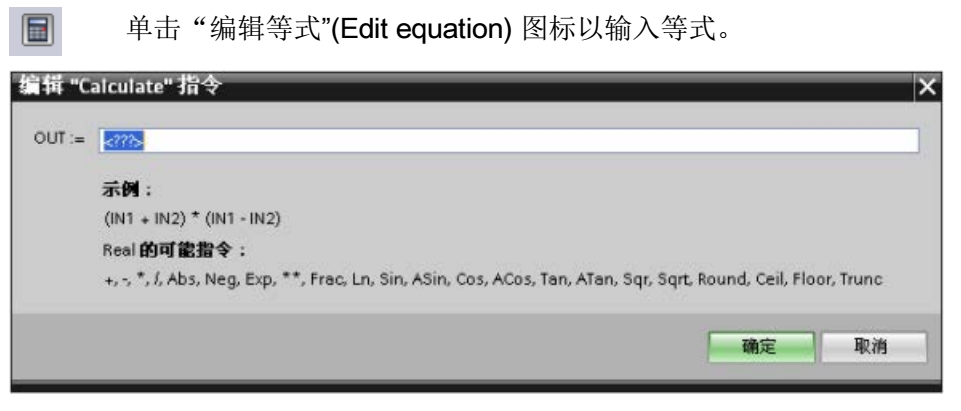 单击“编辑等式”(Edit equation) 图标以输入等式。
编辑 "Calculate" 指令
OUT := <???>
示例：
(IN1 + IN2) * (IN1 - IN2)
Real 的可能指令：
+, -, *, /, Abs, Neg, Exp, **, Frac, Ln, Sin, ASin, Cos, ACos, Tan, ATan, Sqr, Sqrt, Round, Ceil, Floor, Trunc
确定 取消